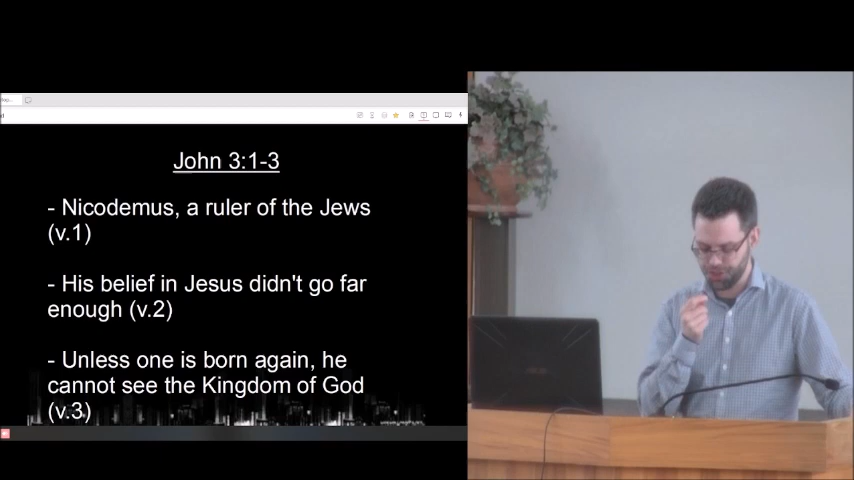 John 3:1-3
- Nicodemus, a ruler of the Jews
(v.1)
- His belief in Jesus didn't go far
enough (v.2)
- Unless one is born again, he
cannot see the Kingdom of God
(v.3)